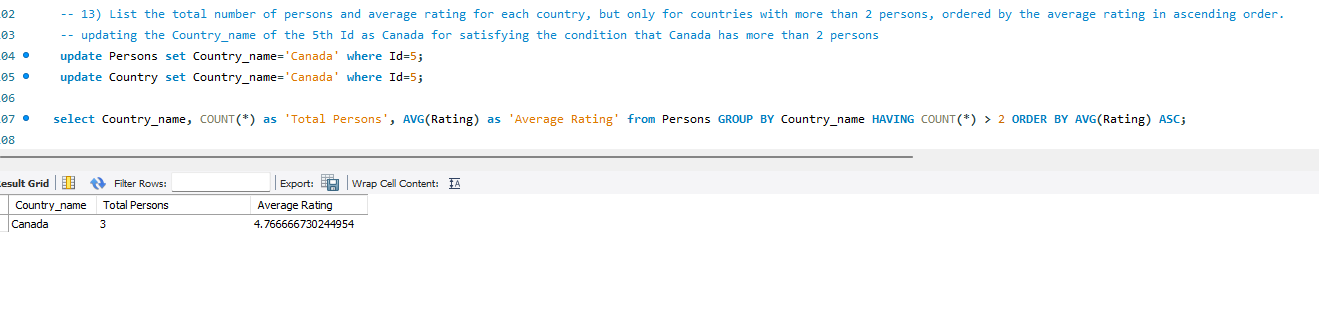 02 -- 13) List the total number of persons and average rating for each country, but only for countries with more than 2 persons, ordered by the average rating in ascending order.
03 -- updating the Country_name of the 5th Id as Canada for satisfying the condition that Canada has more than 2 persons
04 update Persons set Country_name='Canada' where Id=5;
05 update Country set Country_name='Canada' where Id=5;
06
07 select Country_name, COUNT(*) as 'Total Persons', AVG(Rating) as 'Average Rating' from Persons GROUP BY Country_name HAVING COUNT(*) > 2 ORDER BY AVG(Rating) ASC;
08
esult Grid Filter Rows: Export: Wrap Cell Content: IA
Country_name Total Persons Average Rating
Canada 3 4.766666730244954